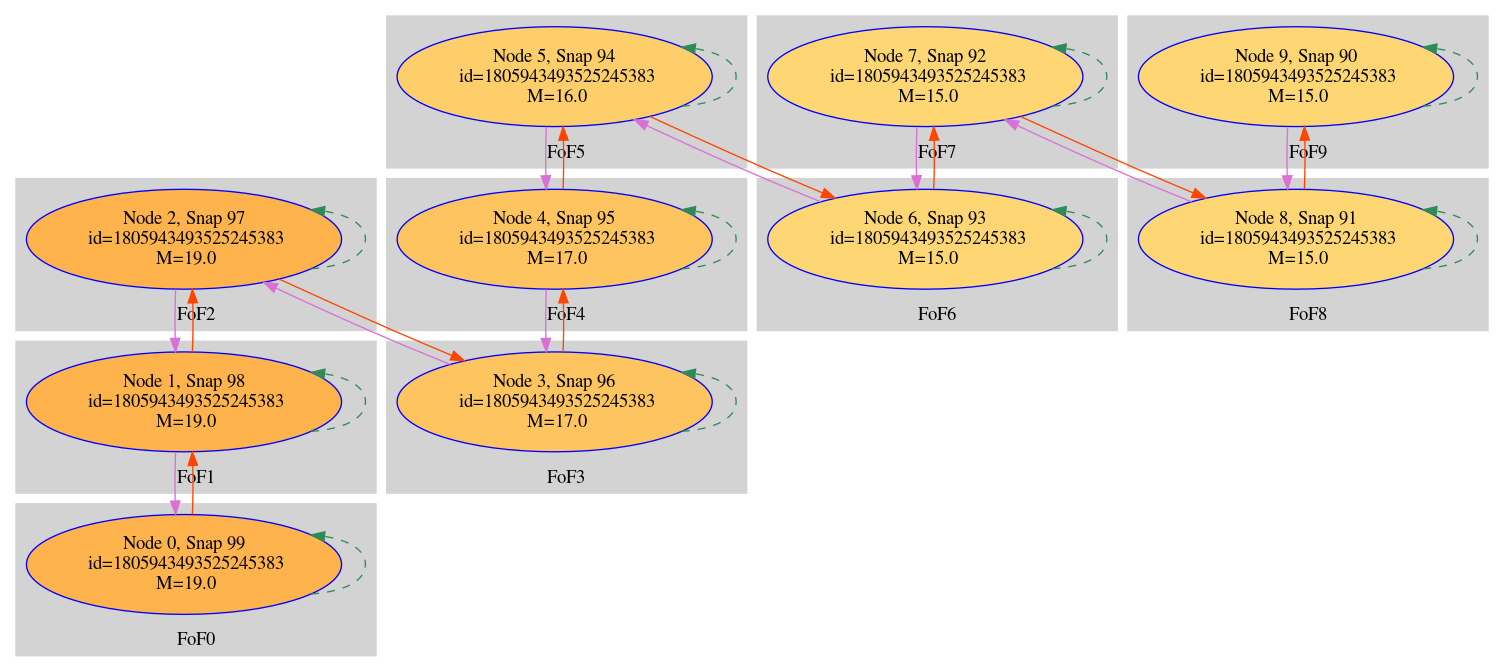 Node 5, Snap 94
id=1805943493525245383
M=16.0
FoF5
Node 7, Snap 92
id=1805943493525245383
M=15.0
FoF7
Node 9, Snap 90
id=1805943493525245383
M=15.0
FoF9
Node 2, Snap 97
id=1805943493525245383
M=19.0
FoF2
Node 4, Snap 95
id=1805943493525245383
M=17.0
FoF4
Node 6, Snap 93
id=1805943493525245383
M=15.0
FoF6
Node 8, Snap 91
id=1805943493525245383
M=15.0
FoF8
Node 1, Snap 98
id=1805943493525245383
M=19.0
FoF1
Node 3, Snap 96
id=1805943493525245383
M=17.0
FoF3
Node 0, Snap 99
id=1805943493525245383
M=19.0
FoF0